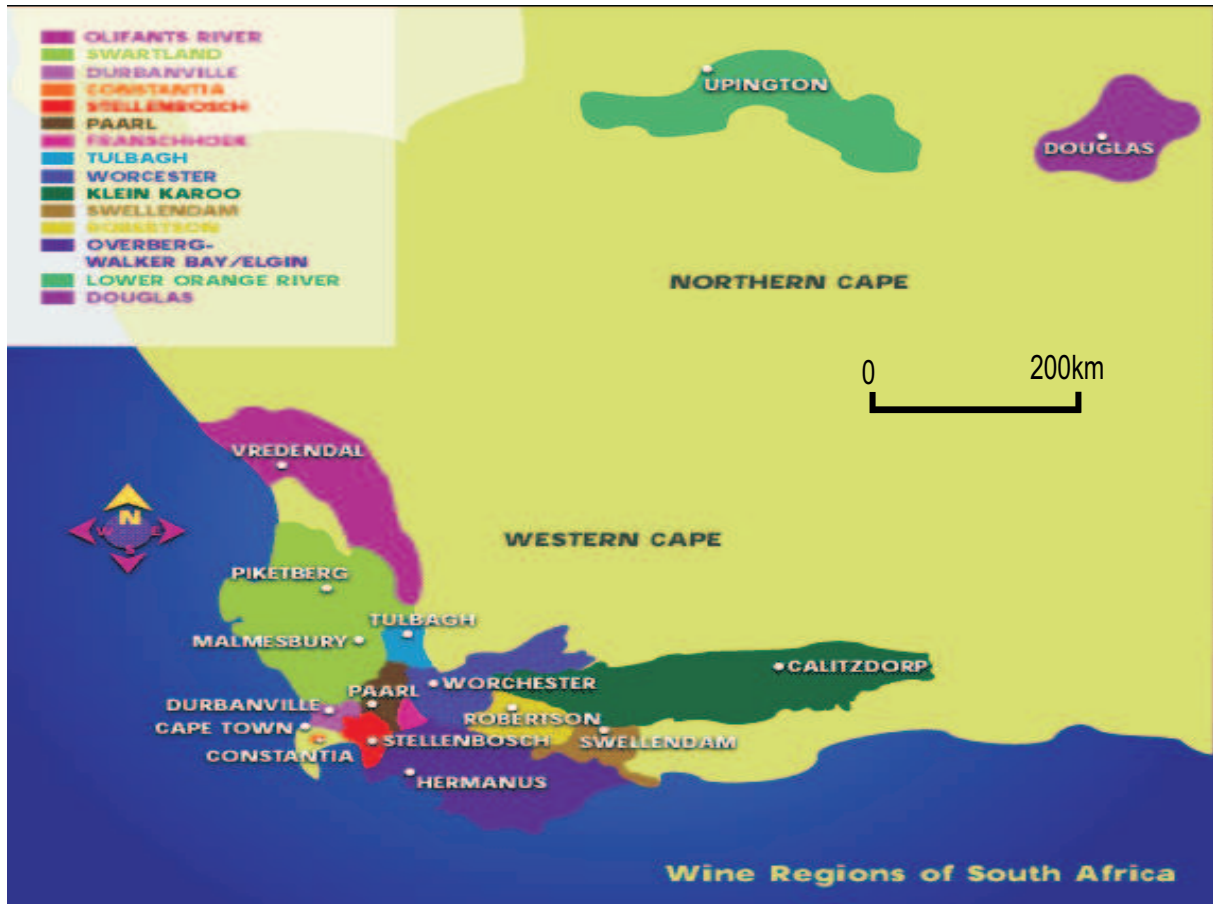 OLIFANTS RIVER
SWARTLAND
DURBANVILLE
CONSTANTIA
STELLENBOSCH
PAARL
FRANSCHHOEK
TULBAGH
WORCESTER
KLEIN KAROO
SWELLENDAM
ROBERTSON
OVERBERG-
WALKER BAY/ELGIN
LOWER ORANGE RIVER
DOUGLAS
UPINGTON
DOUGLAS
NORTHERN CAPE
0 200km
VREDENDAL
N
W E
S
WESTERN CAPE
PIKETBERG
TULBAGH
MALMESBURY
CALITZDORP
PAARL
WORCHESTER
DURBANVILLE
ROBERTSON
CAPE TOWN
STELLENBOSCH
SWELLENDAM
CONSTANTIA
HERMANUS
Wine Regions of South Africa